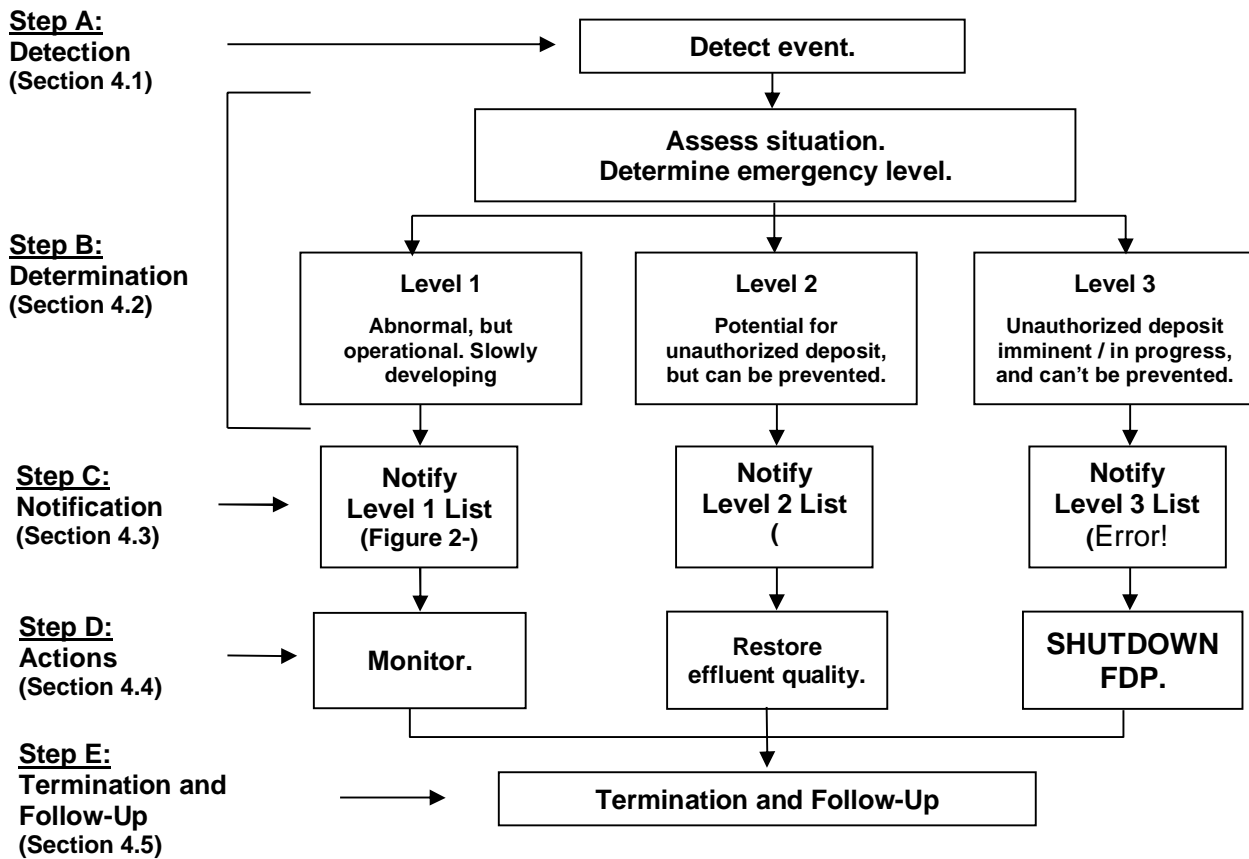 Step A:
Detection
(Section 4.1)
Detect event.
Assess situation.
Determine emergency level.
Step B:
Determination
(Section 4.2)
Level 1
Abnormal, but
operational. Slowly
developing
Level 2
Potential for
unauthorized deposit,
but can be prevented.
Level 3
Unauthorized deposit
imminent / in progress,
and can't be prevented.
Step C:
Notification
(Section 4.3)
Notify
Level 1 List
(Figure 2-)
Notify
Level 2 List
(
Notify
Level 3 List
(Error!
Step D:
Actions
(Section 4.4)
Monitor.
Restore
effluent quality.
SHUTDOWN
FDP.
Step E:
Termination and
Follow-Up
(Section 4.5)
Termination and Follow-Up